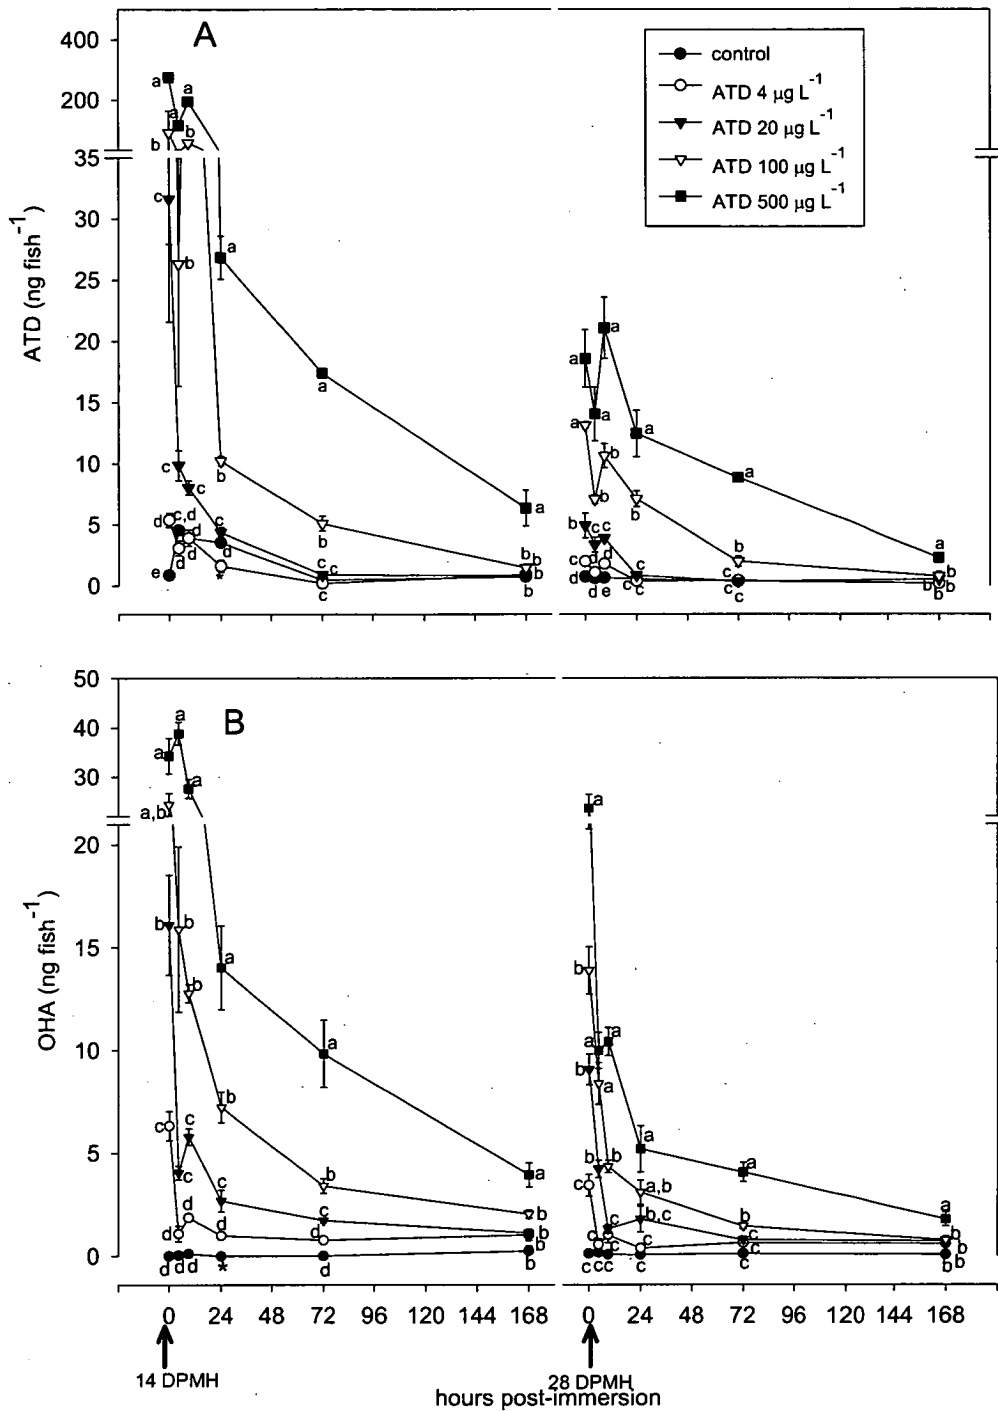 A
400
200
35
30
25
20
15
10
5
0
ATD (ng fish⁻¹)
control
ATD 4 µg L⁻¹
ATD 20 µg L⁻¹
ATD 100 µg L⁻¹
ATD 500 µg L⁻¹
B
50
40
30
20
15
10
5
0
OHA (ng fish⁻¹)
0 24 48 72 96 120 144 168 0 24 48 72 96 120 144 168
14 DPMH 28 DPMH
hours post-immersion